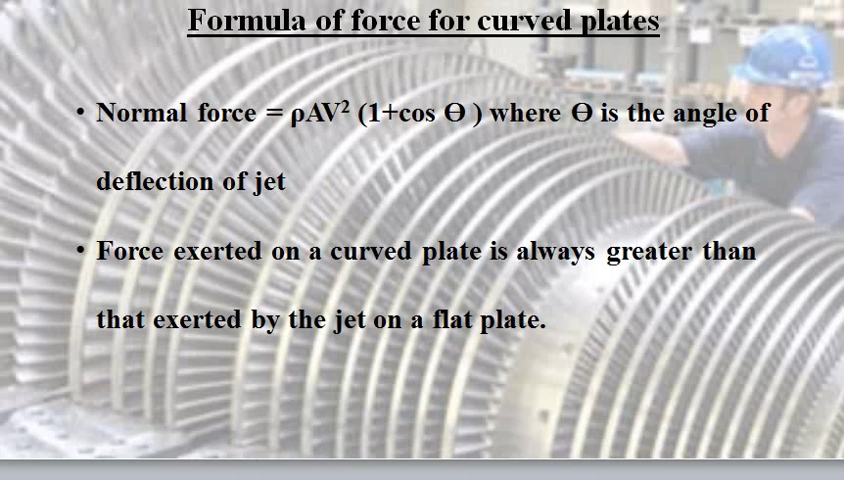 Formula of force for curved plates
• Normal force = ρAV² (1+cos Ɵ ) where Ɵ is the angle of
deflection of jet
• Force exerted on a curved plate is always greater than
that exerted by the jet on a flat plate.